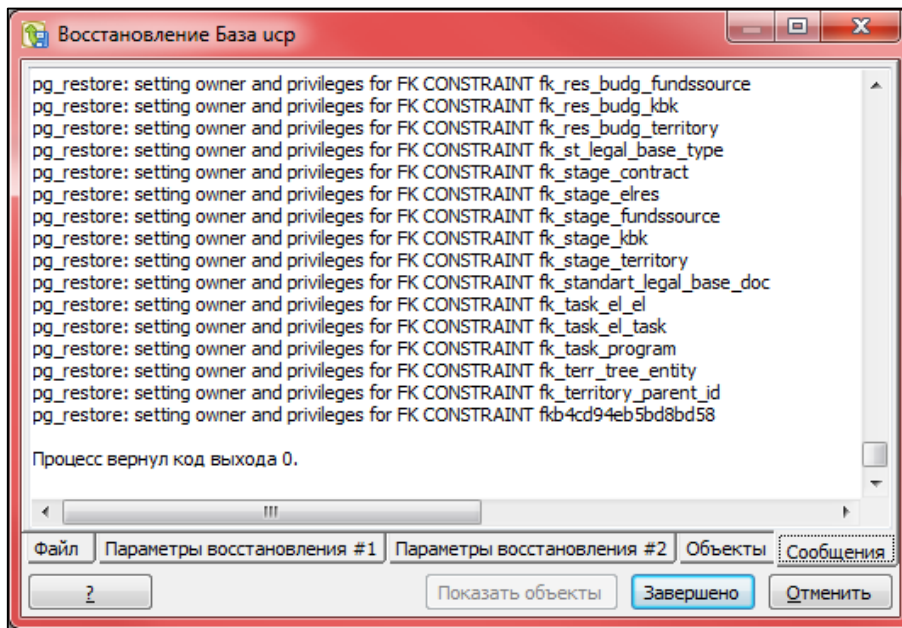 Восстановление База ucp
pg_restore: setting owner and privileges for FK CONSTRAINT fk_res_budg_fundssource
pg_restore: setting owner and privileges for FK CONSTRAINT fk_res_budg_kbk
pg_restore: setting owner and privileges for FK CONSTRAINT fk_res_budg_territory
pg_restore: setting owner and privileges for FK CONSTRAINT fk_st_legal_base_type
pg_restore: setting owner and privileges for FK CONSTRAINT fk_stage_contract
pg_restore: setting owner and privileges for FK CONSTRAINT fk_stage_elres
pg_restore: setting owner and privileges for FK CONSTRAINT fk_stage_fundssource
pg_restore: setting owner and privileges for FK CONSTRAINT fk_stage_kbk
pg_restore: setting owner and privileges for FK CONSTRAINT fk_stage_territory
pg_restore: setting owner and privileges for FK CONSTRAINT fk_standart_legal_base_doc
pg_restore: setting owner and privileges for FK CONSTRAINT fk_task_el_el
pg_restore: setting owner and privileges for FK CONSTRAINT fk_task_el_task
pg_restore: setting owner and privileges for FK CONSTRAINT fk_task_program
pg_restore: setting owner and privileges for FK CONSTRAINT fk_terr_tree_entity
pg_restore: setting owner and privileges for FK CONSTRAINT fk_territory_parent_id
pg_restore: setting owner and privileges for FK CONSTRAINT fkb4cd94eb5bd8bd58
Процесс вернул код выхода 0.
Файл Параметры восстановления #1 Параметры восстановления #2 Объекты Сообщения
? Показать объекты Завершено Отменить